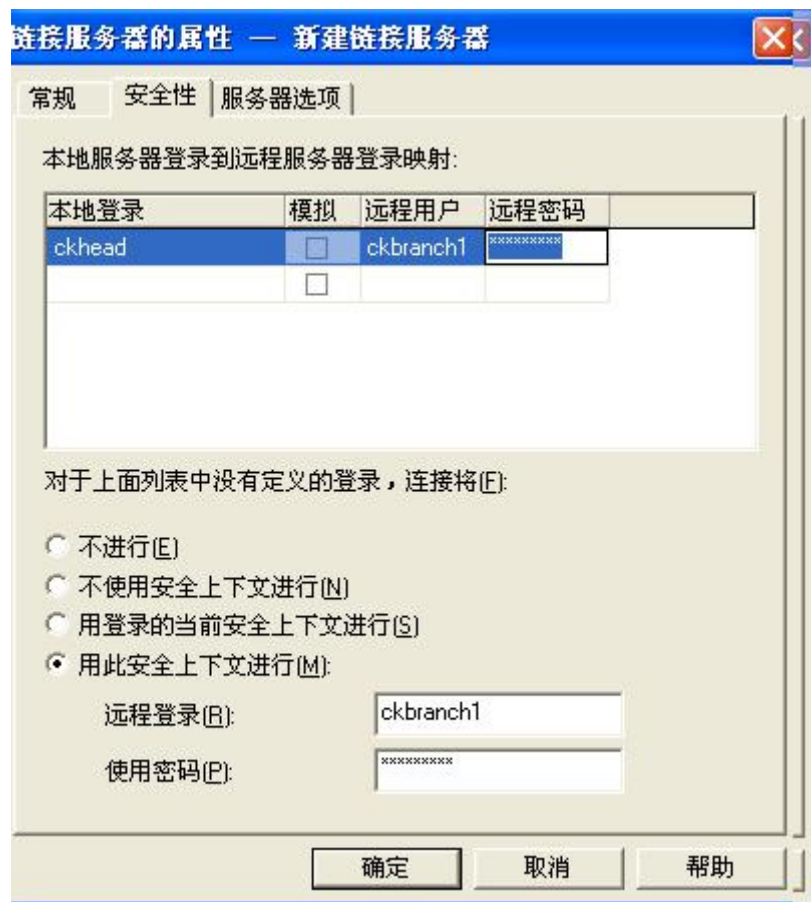 链接服务器的属性 — 新建链接服务器
常规 安全性 服务器选项
本地服务器登录到远程服务器登录映射:
本地登录 模拟 远程用户 远程密码
ckhead ckbranch1 *********
对于上面列表中没有定义的登录，连接将(F):
不进行(E)
不使用安全上下文进行(N)
用登录的当前安全上下文进行(S)
用此安全上下文进行(M):
远程登录(R): ckbranch1
使用密码(P): *********
确定 取消 帮助